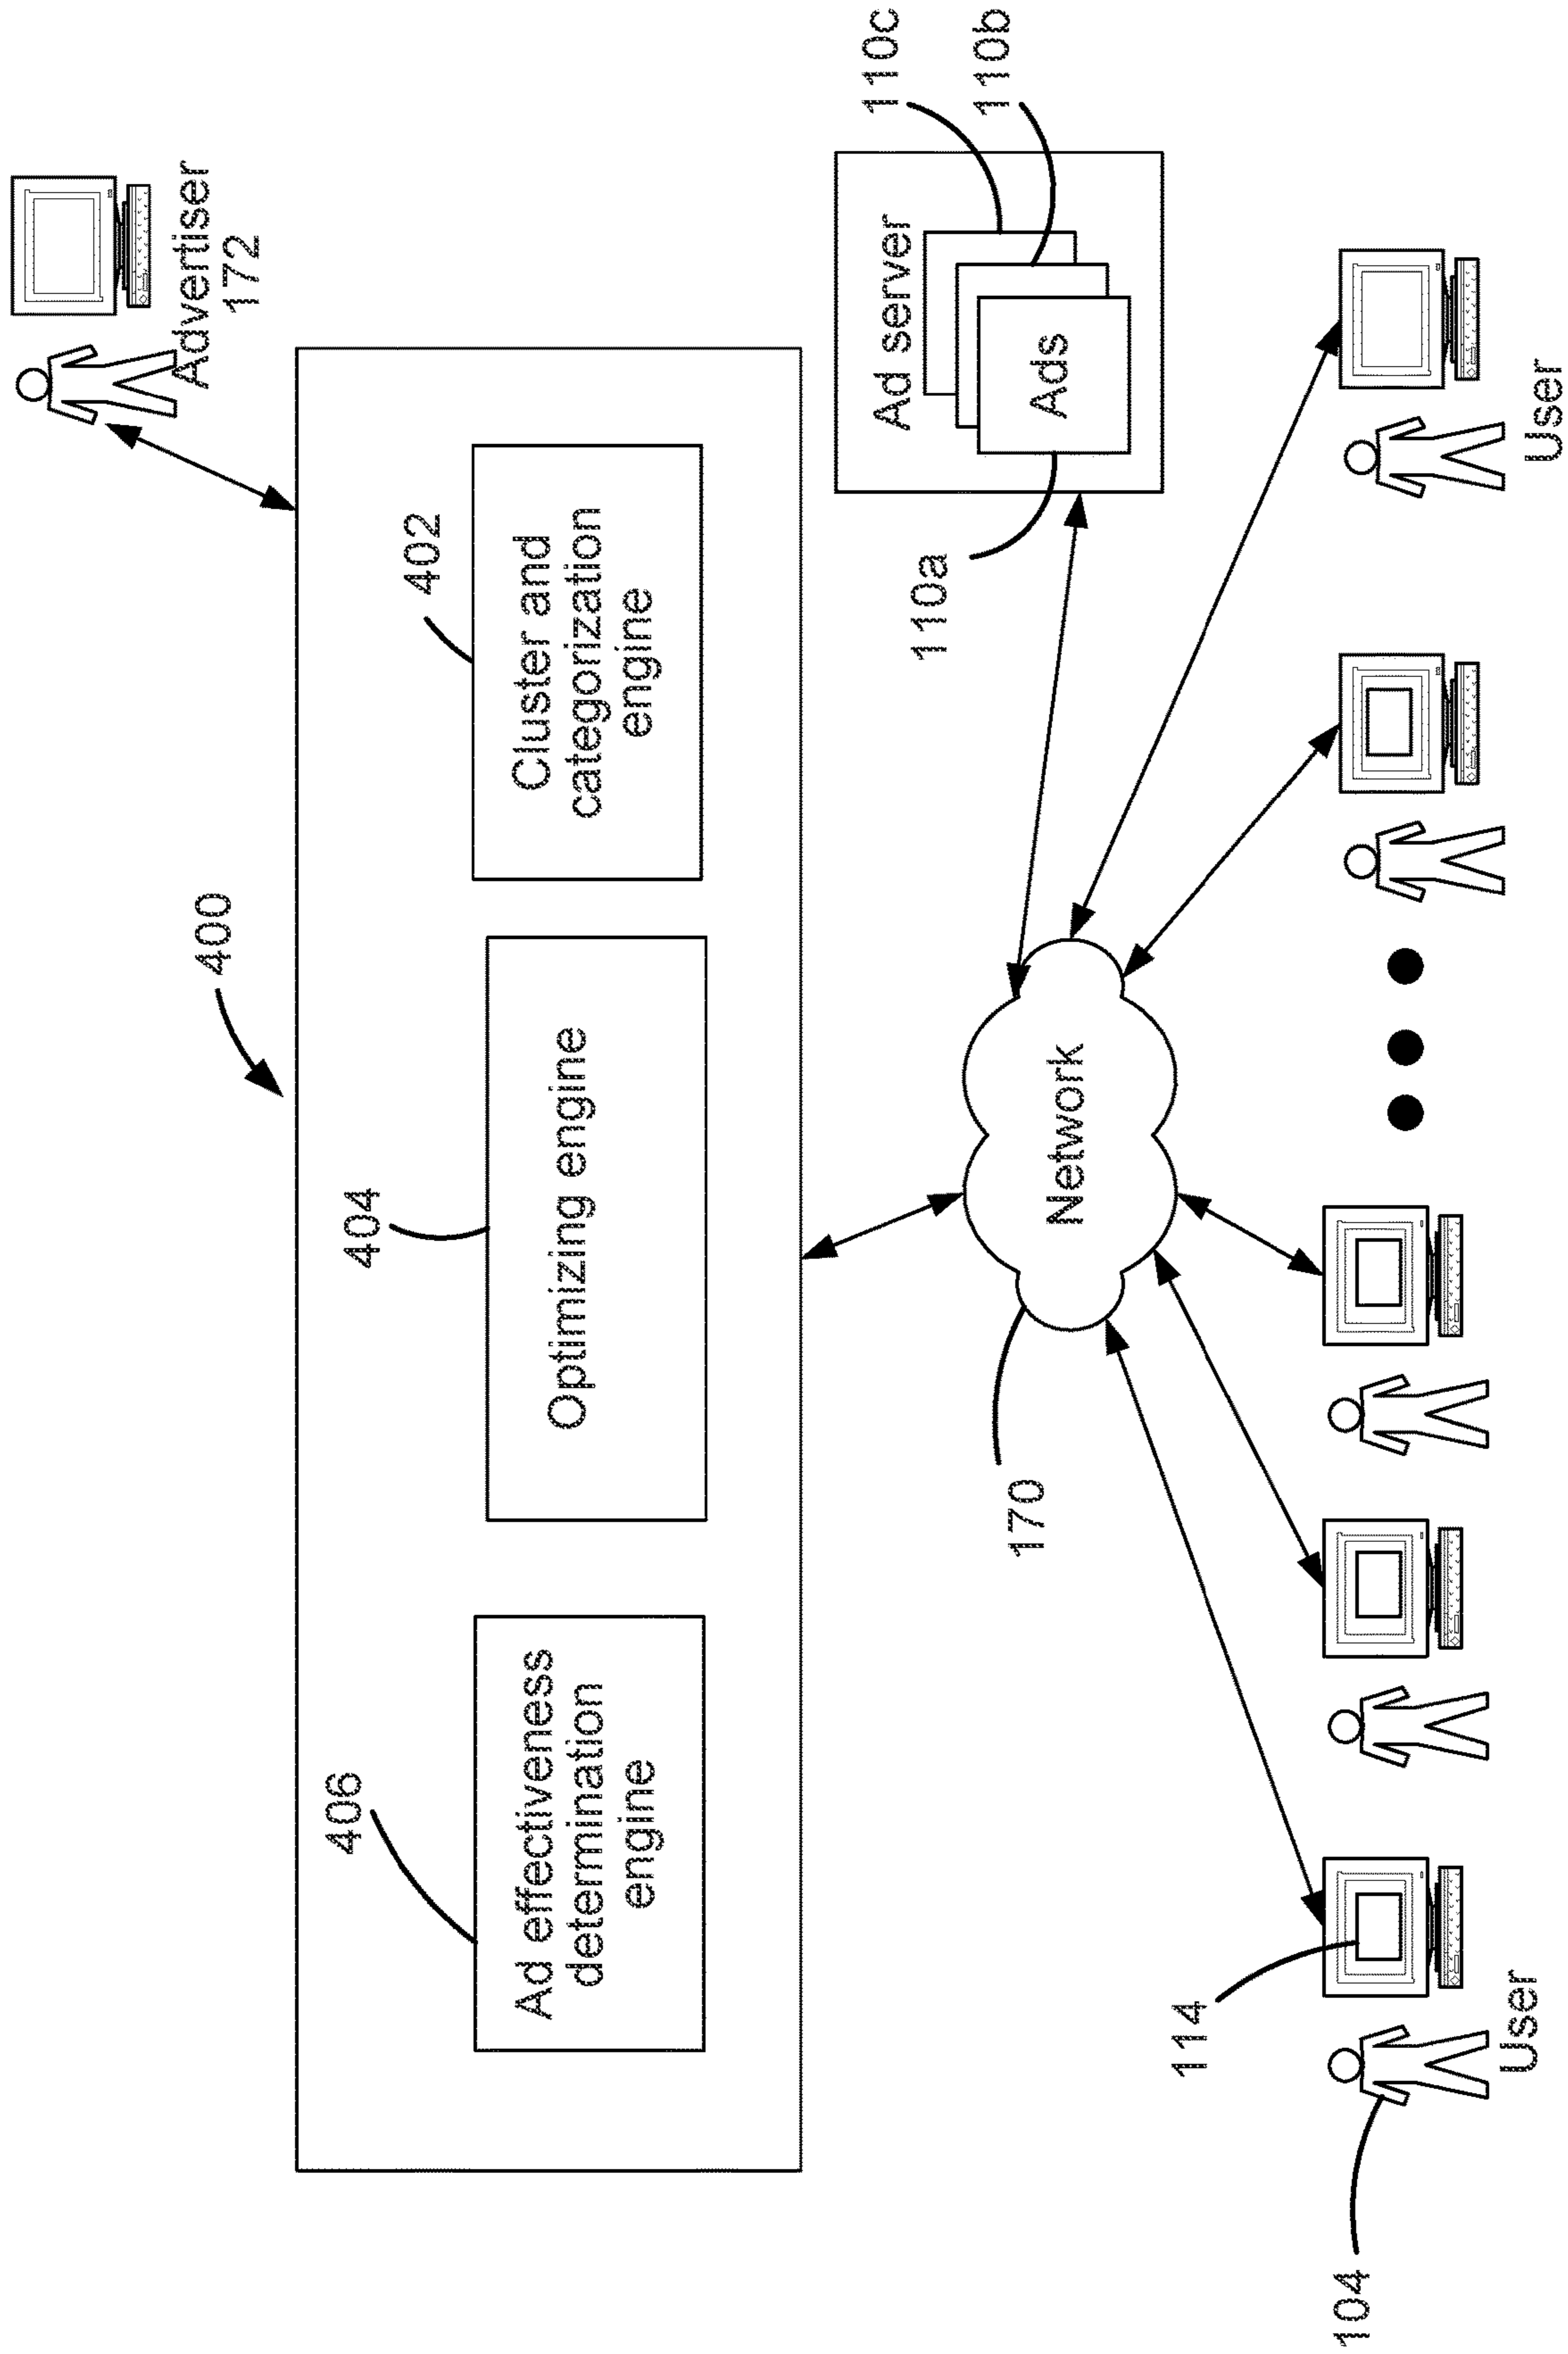 Advertiser
172
400
406
Ad effectiveness
determination
engine
404
Optimizing engine
402
Cluster and
categorization
engine
Ad server
110c
110b
Ads
110a
170
Network
114
104
User
User